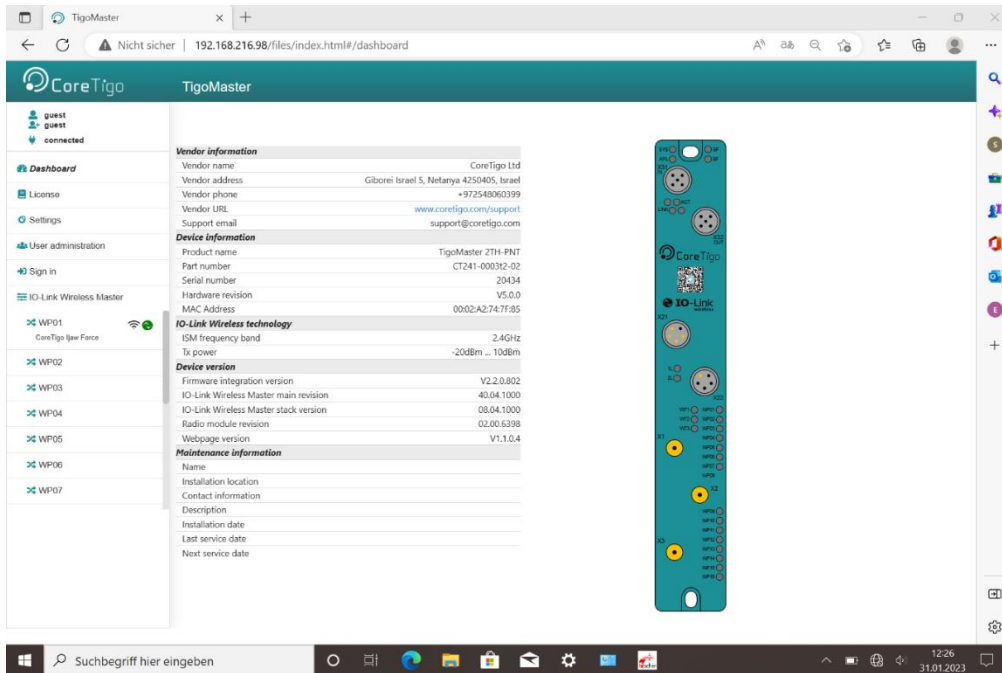 TigoMaster
Nicht sicher | 192.168.216.98/files/index.html#/dashboard
CoreTigo
TigoMaster
guest
guest
connected
Dashboard
License
Settings
User administration
Sign in
IO-Link Wireless Master
WP01
CoreTigo Ijaw Force
WP02
WP03
WP04
WP05
WP06
WP07
Vendor information
Vendor name CoreTigo Ltd
Vendor address Giborei Israel 5, Netanya 4250405, Israel
Vendor phone +972548060399
Vendor URL www.coretigo.com/support
Support email support@coretigo.com
Device information
Product name TigoMaster 2TH-PNT
Part number CT241-0003t2-02
Serial number 20434
Hardware revision V5.0.0
MAC Address 00:02:A2:74:7F:85
IO-Link Wireless technology
ISM frequency band 2.4GHz
Tx power -20dBm ... 10dBm
Device version
Firmware integration version V2.2.0.802
IO-Link Wireless Master main revision 40.04.1000
IO-Link Wireless Master stack version 08.04.1000
Radio module revision 02.00.6398
Webpage version V1.1.0.4
Maintenance information
Name
Installation location
Contact information
Description
Installation date
Last service date
Next service date
CoreTigo
IO-Link
wireless
X21
X22
X1
X2
X3
Suchbegriff hier eingeben
12:26
31.01.2023